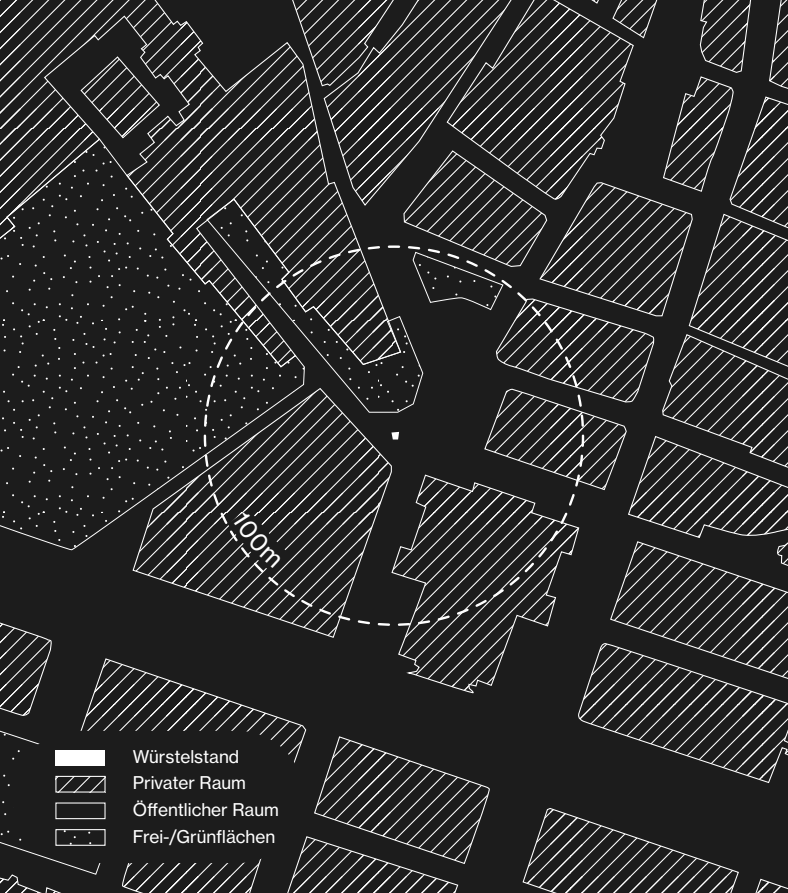 100m
Würstelstand
Privater Raum
Öffentlicher Raum
Frei-/Grünflächen